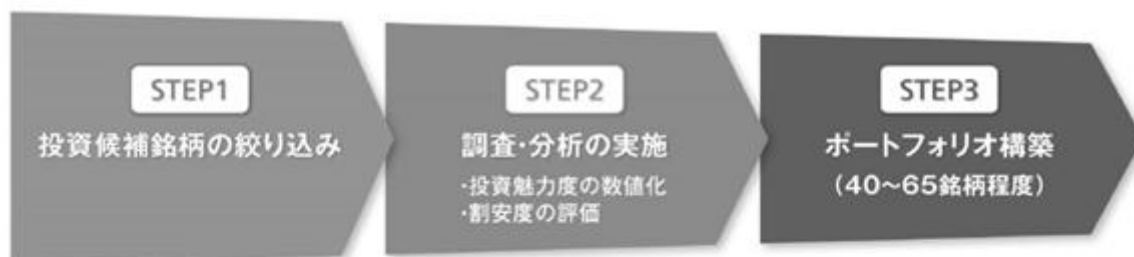 STEP1
投資候補銘柄の絞り込み
STEP2
調査・分析の実施
・投資魅力度の数値化
・割安度の評価
STEP3
ポートフォリオ構築
(40〜65銘柄程度)